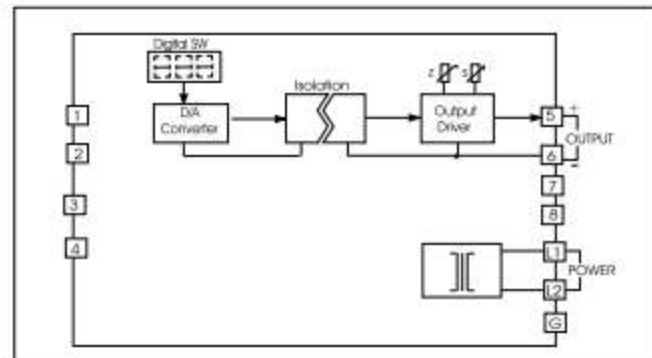 Digital SW
Isolation
Z S
D/A
Converter
Output
Driver
1
2
3
4
5 +
OUTPUT
6 -
7
8
L1
POWER
L2
G